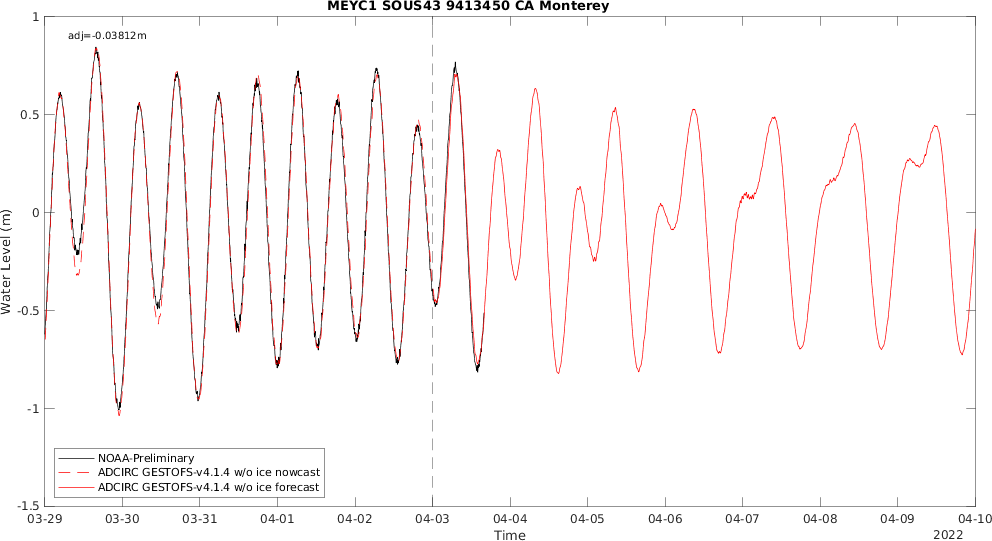 MEYC1 SOUS43 9413450 CA Monterey
adj=-0.03812m
1
0.5
0
-0.5
-1
-1.5
Water Level (m)
NOAA-Preliminary
ADCIRC GESTOFS-v4.1.4 w/o ice nowcast
ADCIRC GESTOFS-v4.1.4 w/o ice forecast
03-29 03-30 03-31 04-01 04-02 04-03 04-04 04-05 04-06 04-07 04-08 04-09 04-10
Time
2022